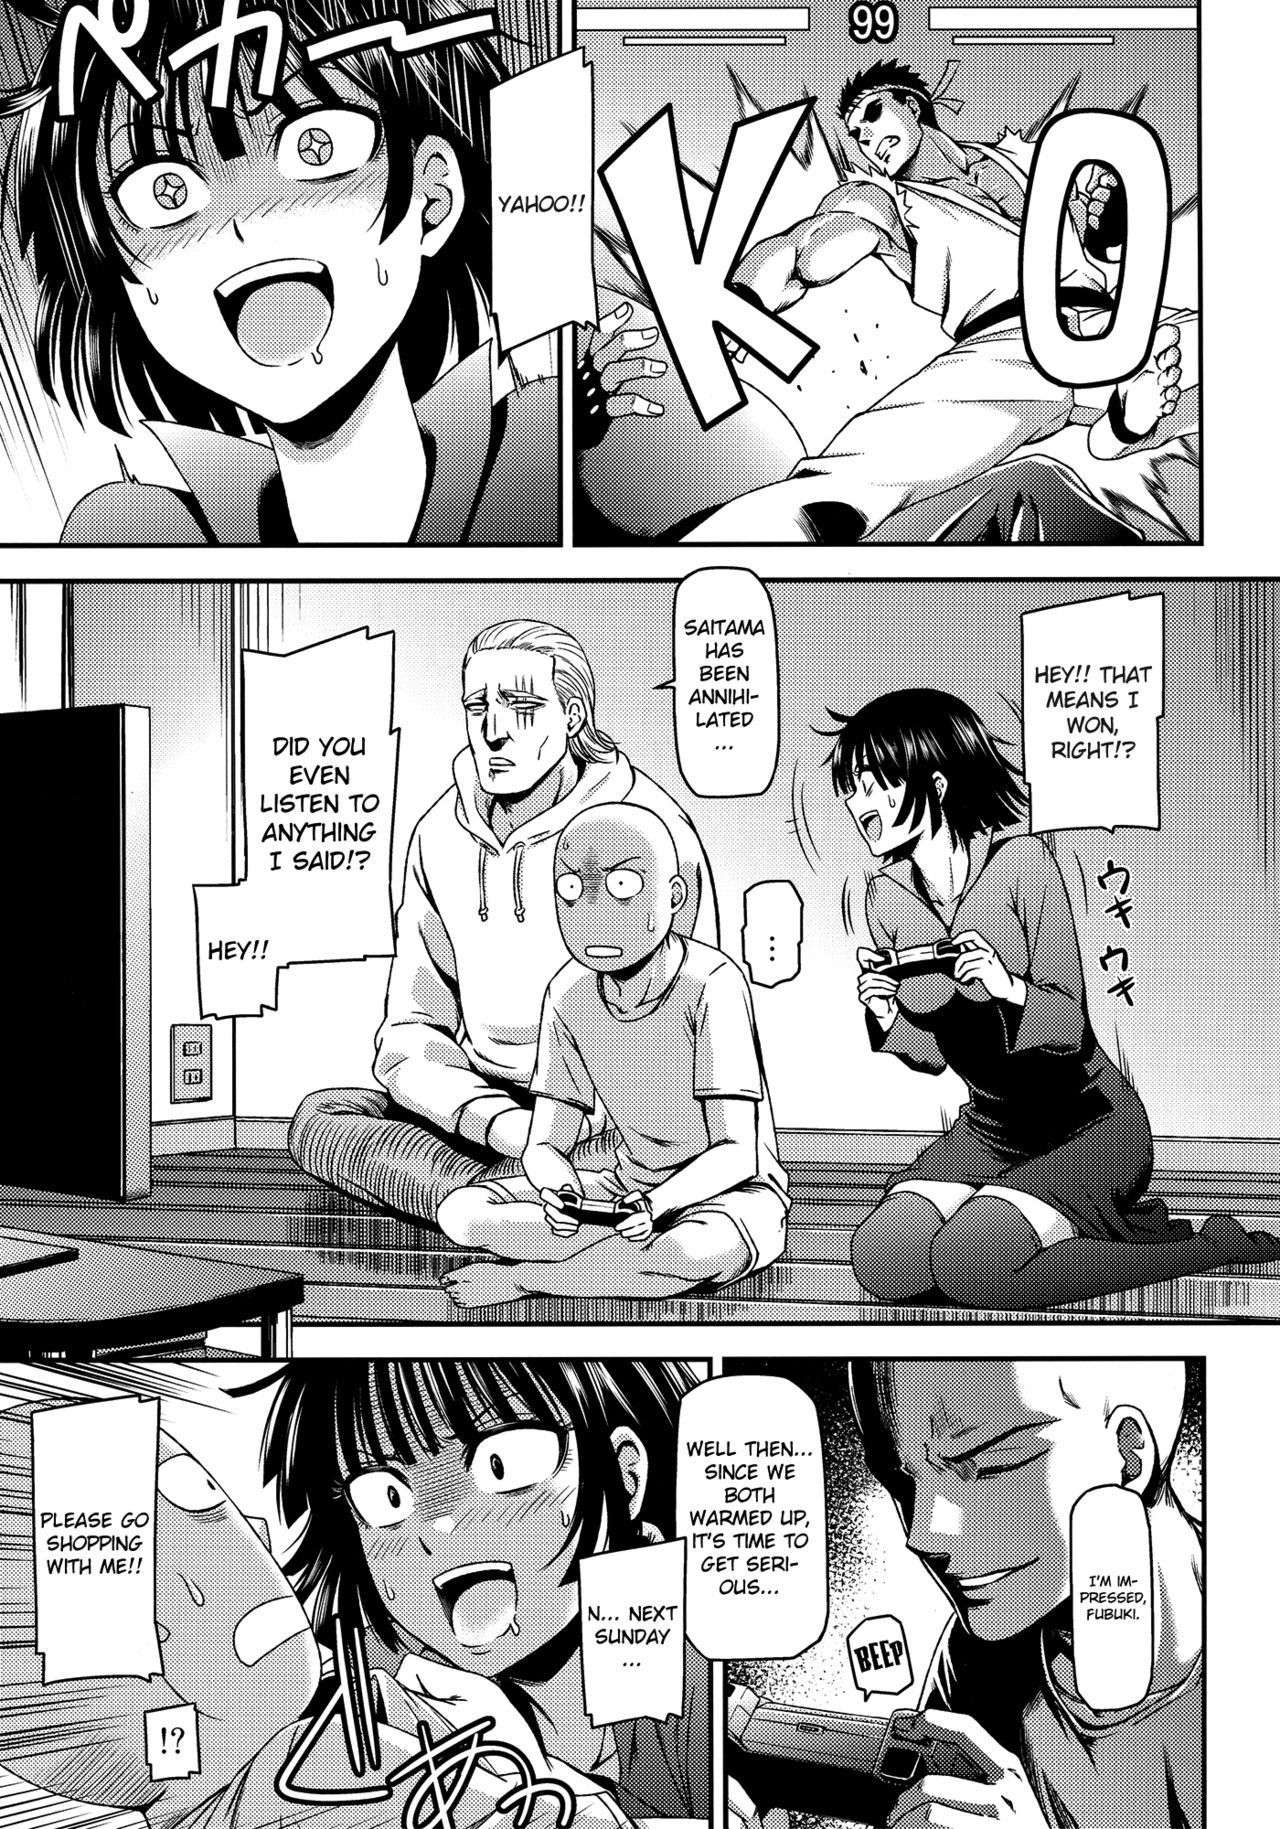 99
KO
YAHOO!!
ペカーー
HEY!! THAT
MEANS I
WON,
RIGHT!?
ウキ
ウキ
SAITAMA
HAS
BEEN
ANNIHI-
LATED
...
...
DID YOU
EVEN
LISTEN TO
ANYTHING
I SAID!?
HEY!!
I'M IM-
PRESSED,
FUBUKI.
BEEP
WELL THEN...
SINCE WE
BOTH
WARMED UP,
IT'S TIME TO
GET SERI-
OUS...
N... NEXT
SUNDAY
...
PLEASE GO
SHOPPING
WITH ME!!
!?